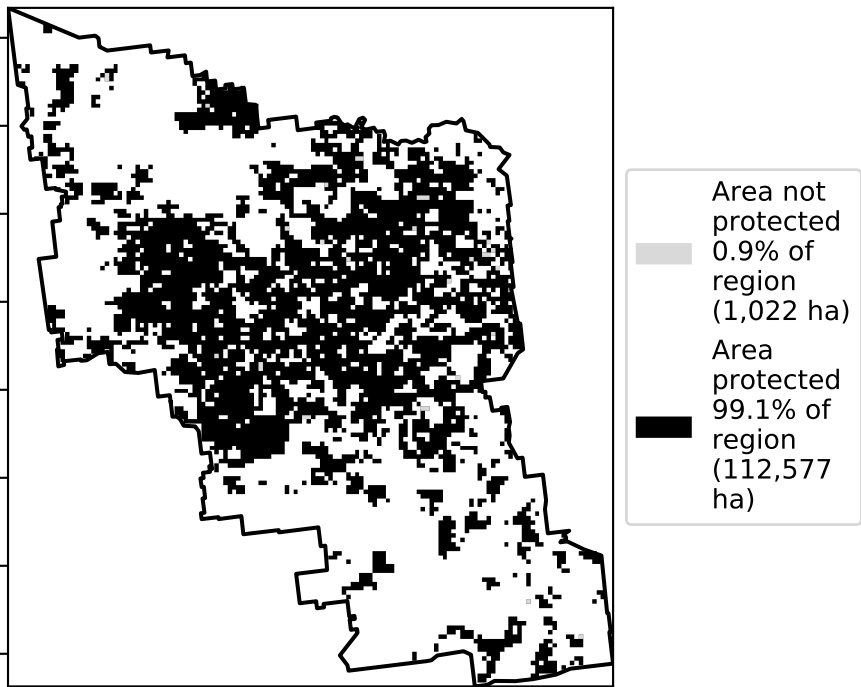 Area not
protected
0.9% of
region
(1,022 ha)
Area
protected
99.1% of
region
(112,577
ha)